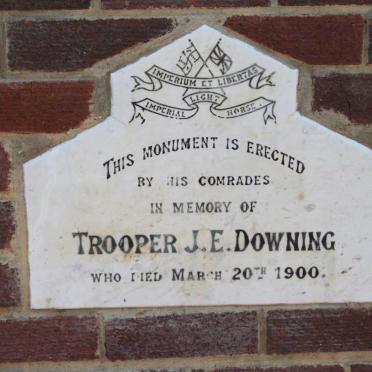 IMPERIUM ET LIBERTAS
LIGHT
IMPERIAL HORSE
THIS MONUMENT IS ERECTED
BY HIS COMRADES
IN MEMORY OF
TROOPER J.E. DOWNING
WHO DIED MARCH 20TH 1900.